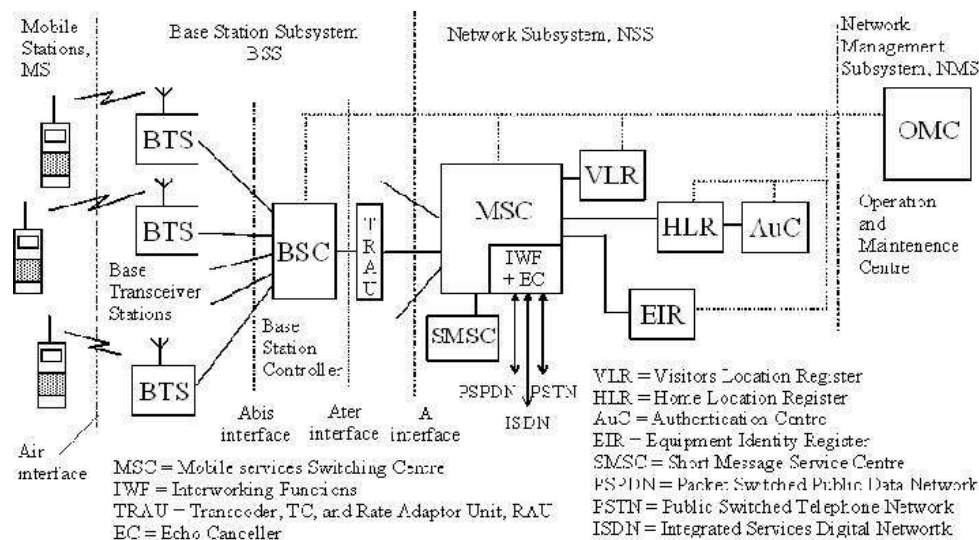 Mobile
Stations,
MS
Base Station Subsystem
BSS
Network Subsystem, NSS
Network
Management
Subsystem, NMS
BTS
BTS
BTS
Base
Transceiver
Stations
BSC
Base
Station
Controller
T
R
A
U
MSC
IWF
+ EC
VLR
HLR
AuC
EIR
SMSC
OMC
Operation
and
Maintenence
Centre
PSPDN
PSTN
ISDN
Air
interface
Abis
interface
Ater
interface
A
interface
MSC = Mobile services Switching Centre
IWF = Interworking Functions
TRAU = Transcoder, TC, and Rate Adaptor Unit, RAU
EC = Echo Canceller
VLR = Visitors Location Register
HLR = Home Location Register
AuC = Authentication Centre
EIR = Equipment Identity Register
SMSC = Short Message Service Centre
PSPDN = Packet Switched Public Data Network
PSTN = Public Switched Telephone Network
ISDN = Integrated Services Digital Network